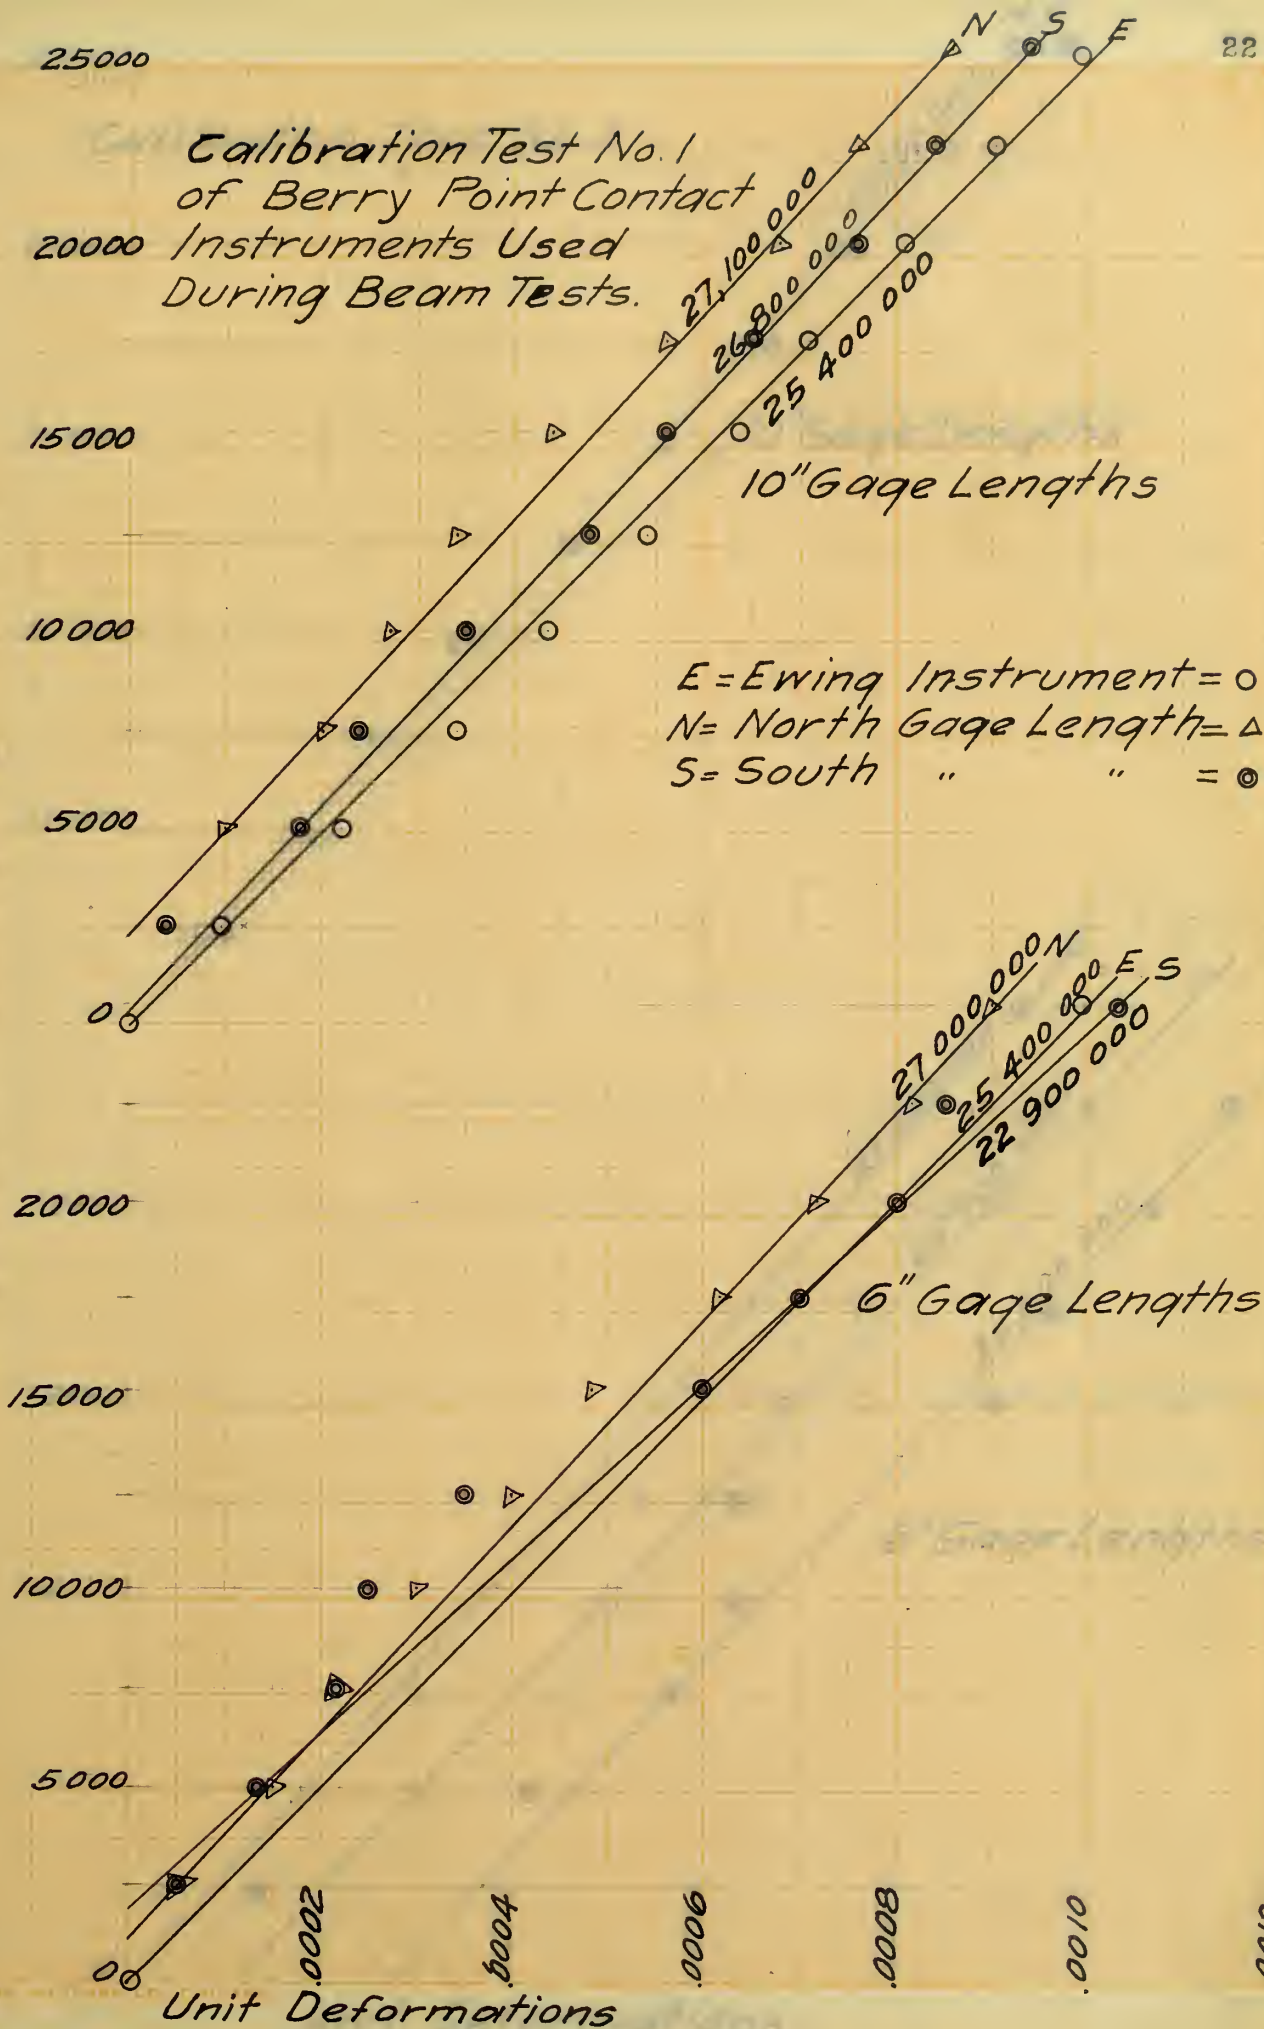 22
N S E
25000
Calibration Test No. 1
of Berry Point Contact
20000 Instruments Used
During Beam Tests.
27,100 000
26 800 000
25 400 000
15000
10" Gage Lengths
10000
E = Ewing Instrument = ○
N = North Gage Length = △
S = South " " = ◎
5000
0
N E S
27 000 000
25 400 000
22 900 000
20000
6" Gage Lengths
15000
10000
5000
0
.0002
.0004
.0006
.0008
.0010
Unit Deformations